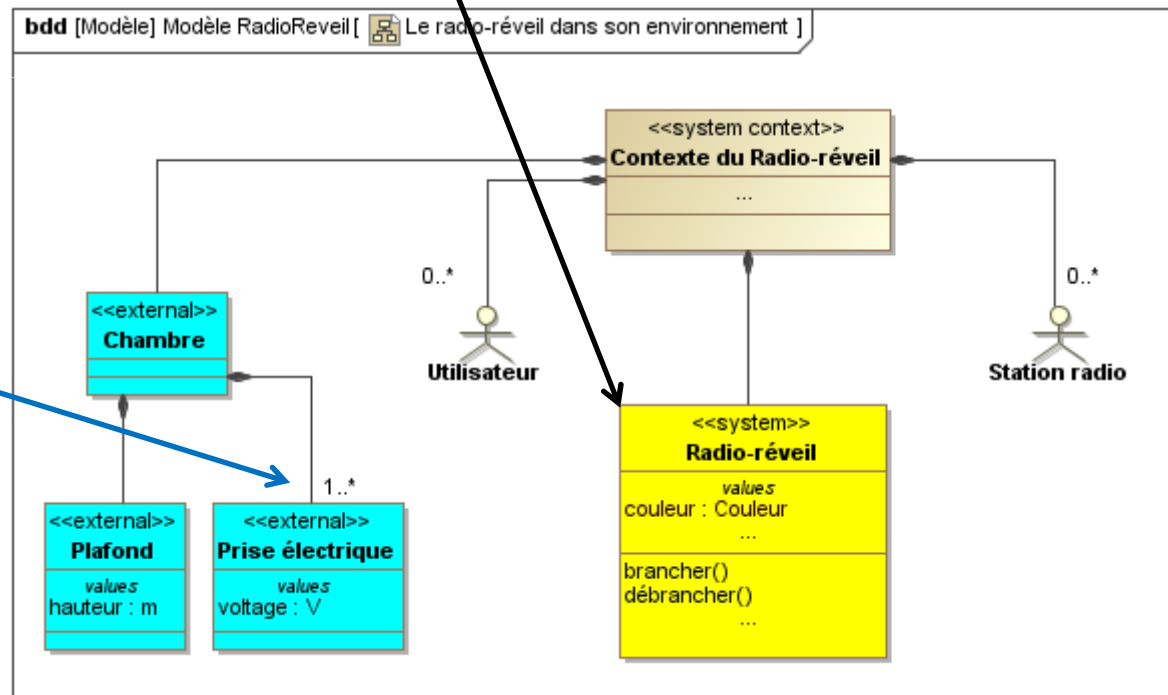 bdd [Modèle] Modèle RadioReveil [ Le radio-réveil dans son environnement ]
<<system context>>
Contexte du Radio-réveil
...
0..*
0..*
<<external>>
Chambre
Utilisateur
Station radio
1..*
<<external>>
Plafond
values
hauteur : m
<<external>>
Prise électrique
values
voltage : V
<<system>>
Radio-réveil
values
couleur : Couleur
...
brancher()
débrancher()
...